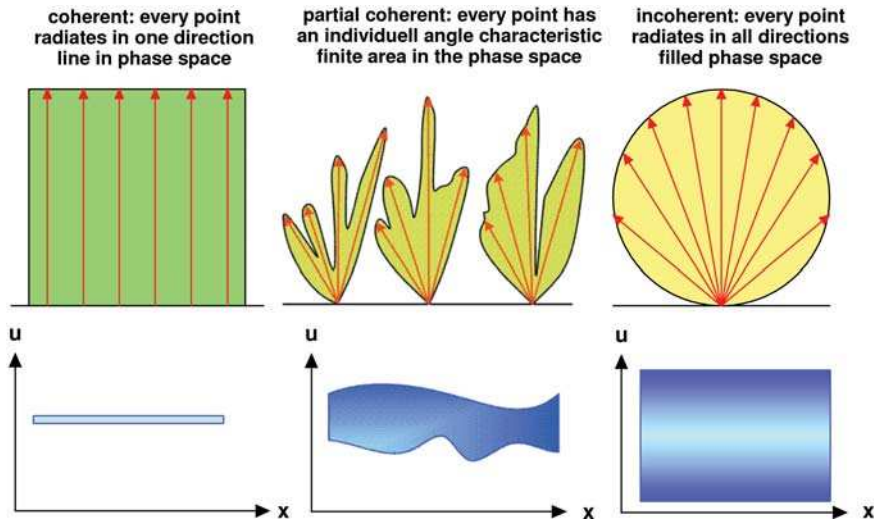 coherent: every point
radiates in one direction
line in phase space
partial coherent: every point has
an individuell angle characteristic
finite area in the phase space
incoherent: every point
radiates in all directions
filled phase space
u
x
u
x
u
x